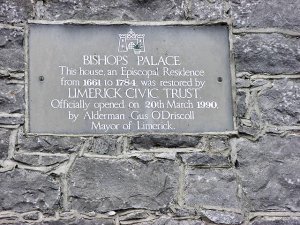 BISHOPS PALACE
This house, an Episcopal Residence
from 1661 to 1784, was restored by
LIMERICK CIVIC TRUST
Officially opened on 20th March 1990,
by Alderman Gus O'Driscoll
Mayor of Limerick.